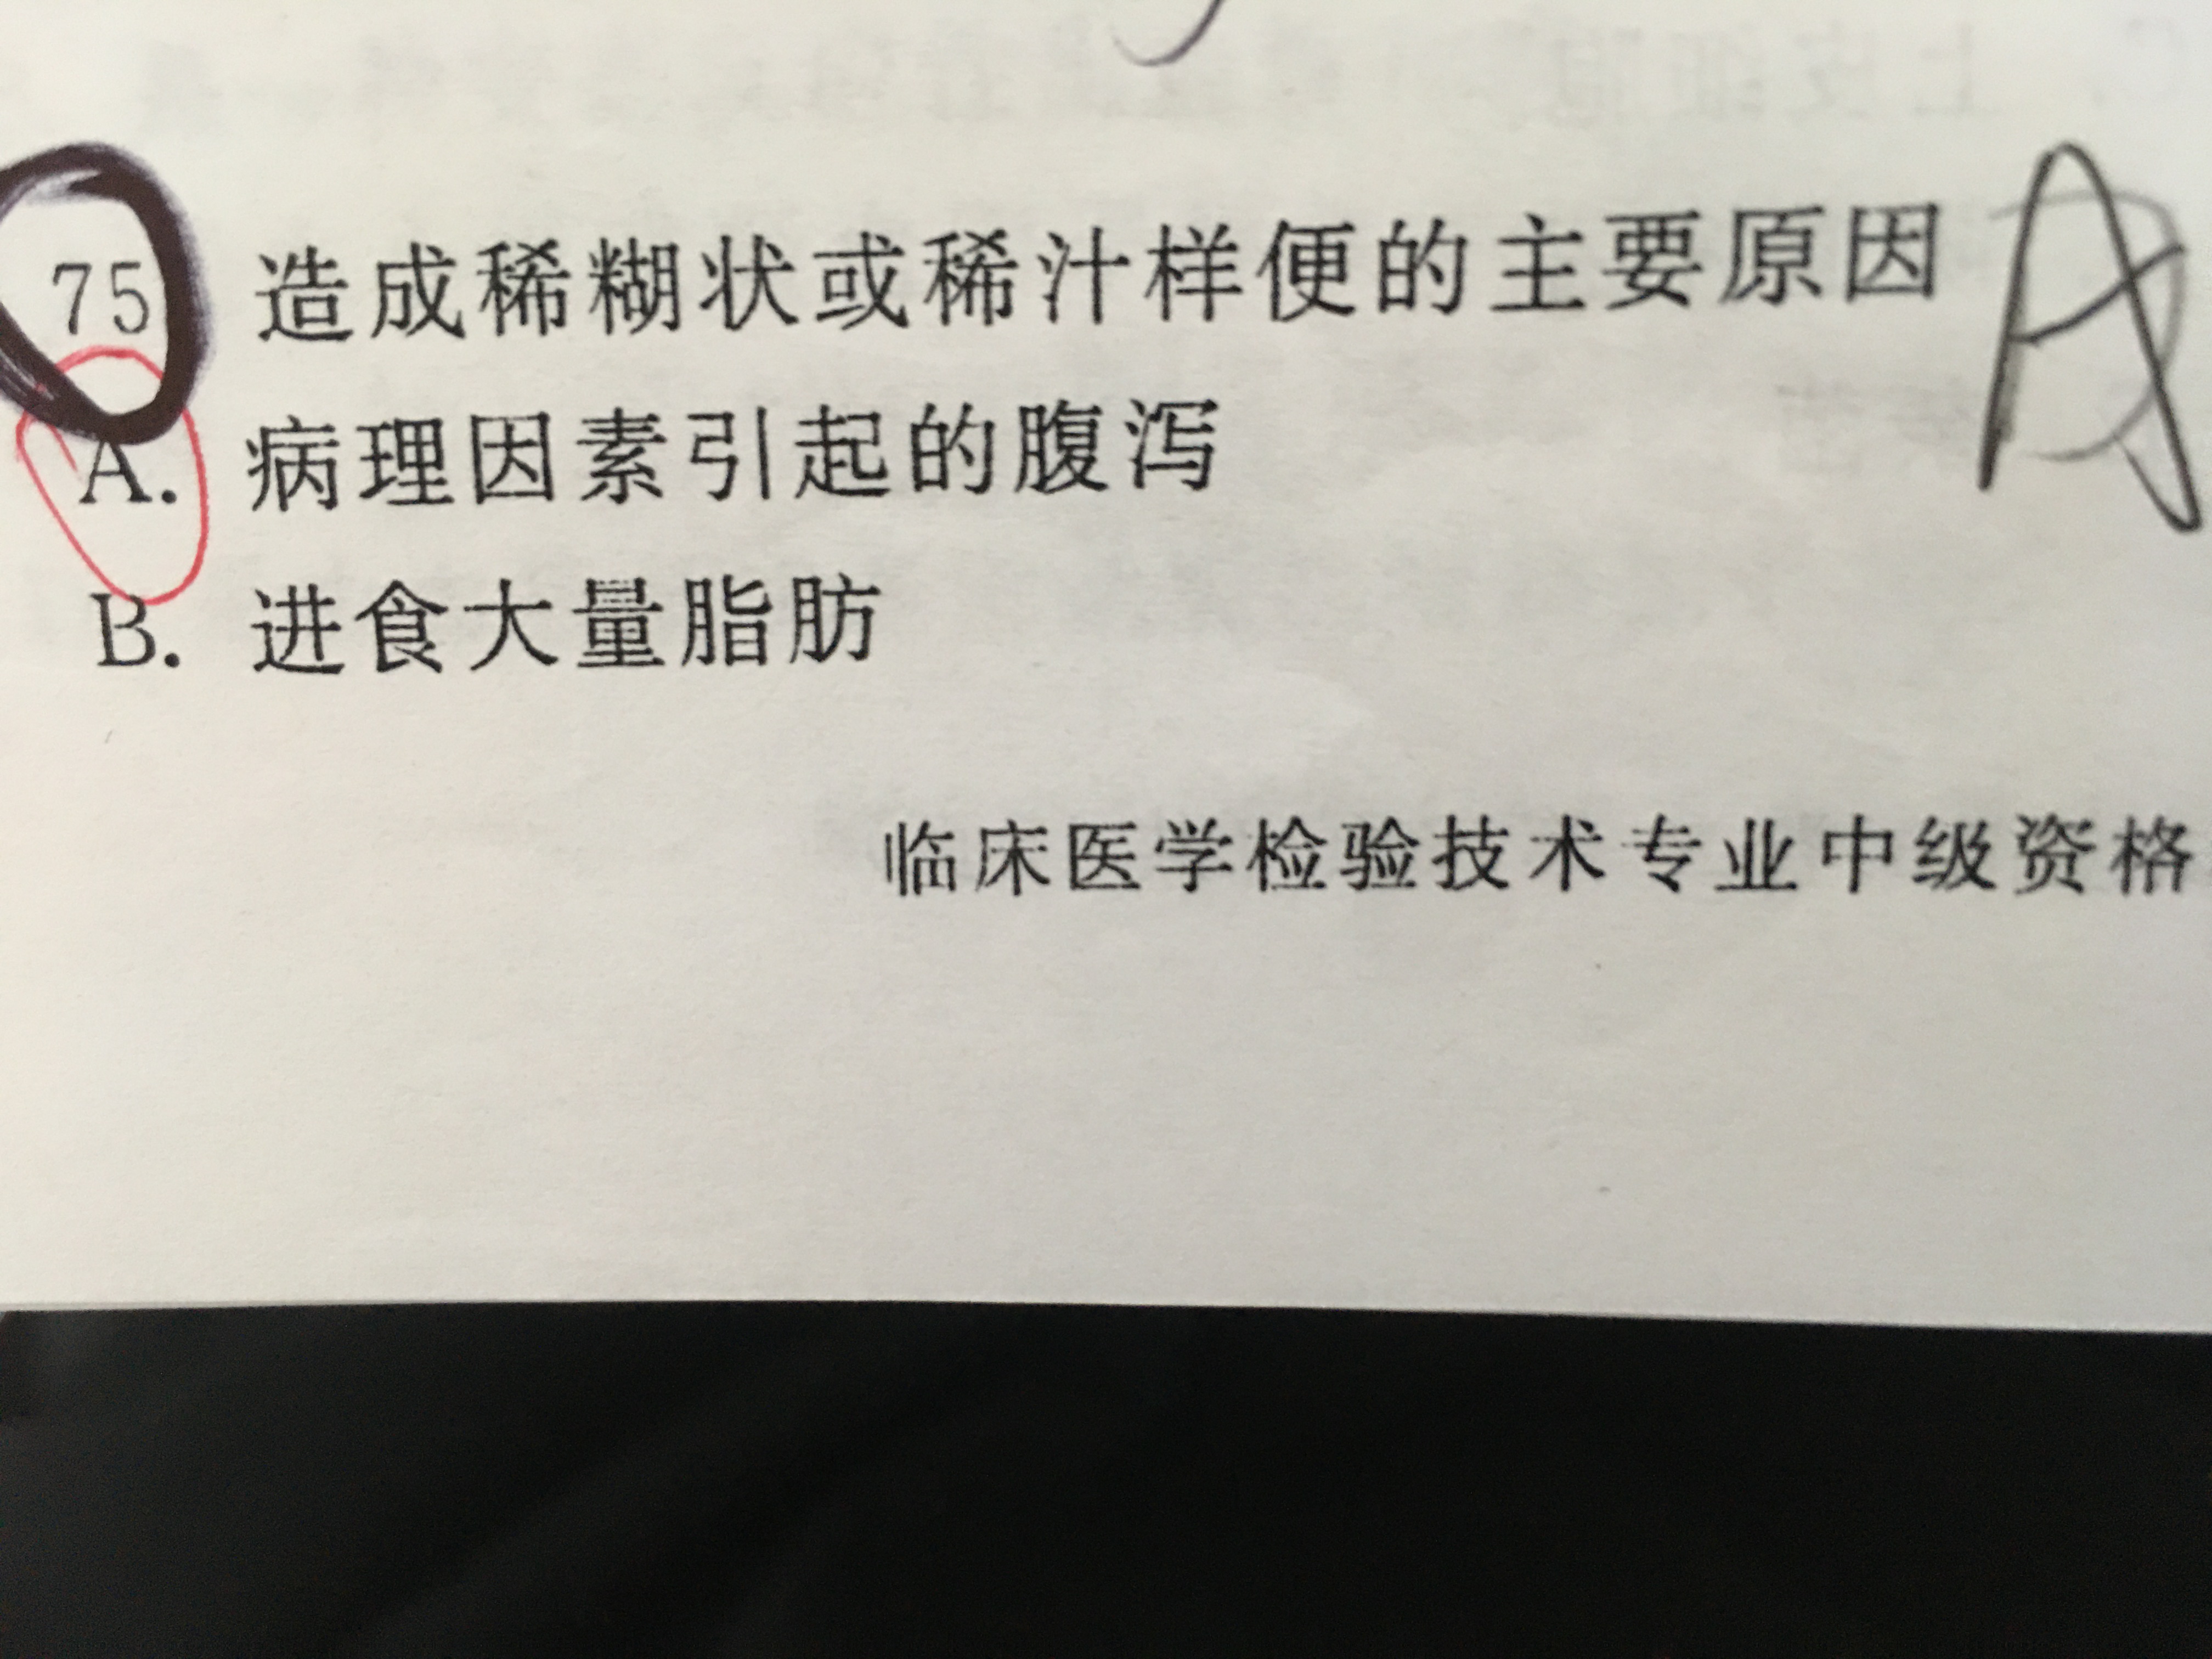 75 造成稀糊状或稀汁样便的主要原因 A
A. 病理因素引起的腹泻
B. 进食大量脂肪
临床医学检验技术专业中级资格